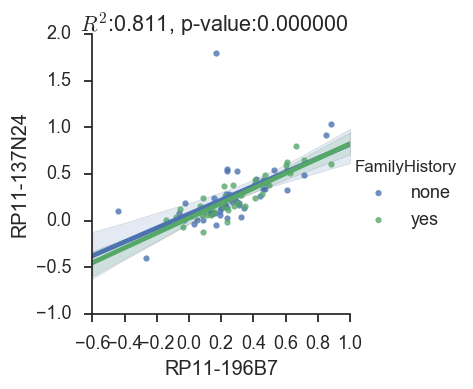 R²:0.811, p-value:0.000000
2.0
1.5
1.0
0.5
0.0
−0.5
−1.0
RP11-137N24
−0.6−0.4−0.2 0.0 0.2 0.4 0.6 0.8 1.0
RP11-196B7
FamilyHistory
none
yes